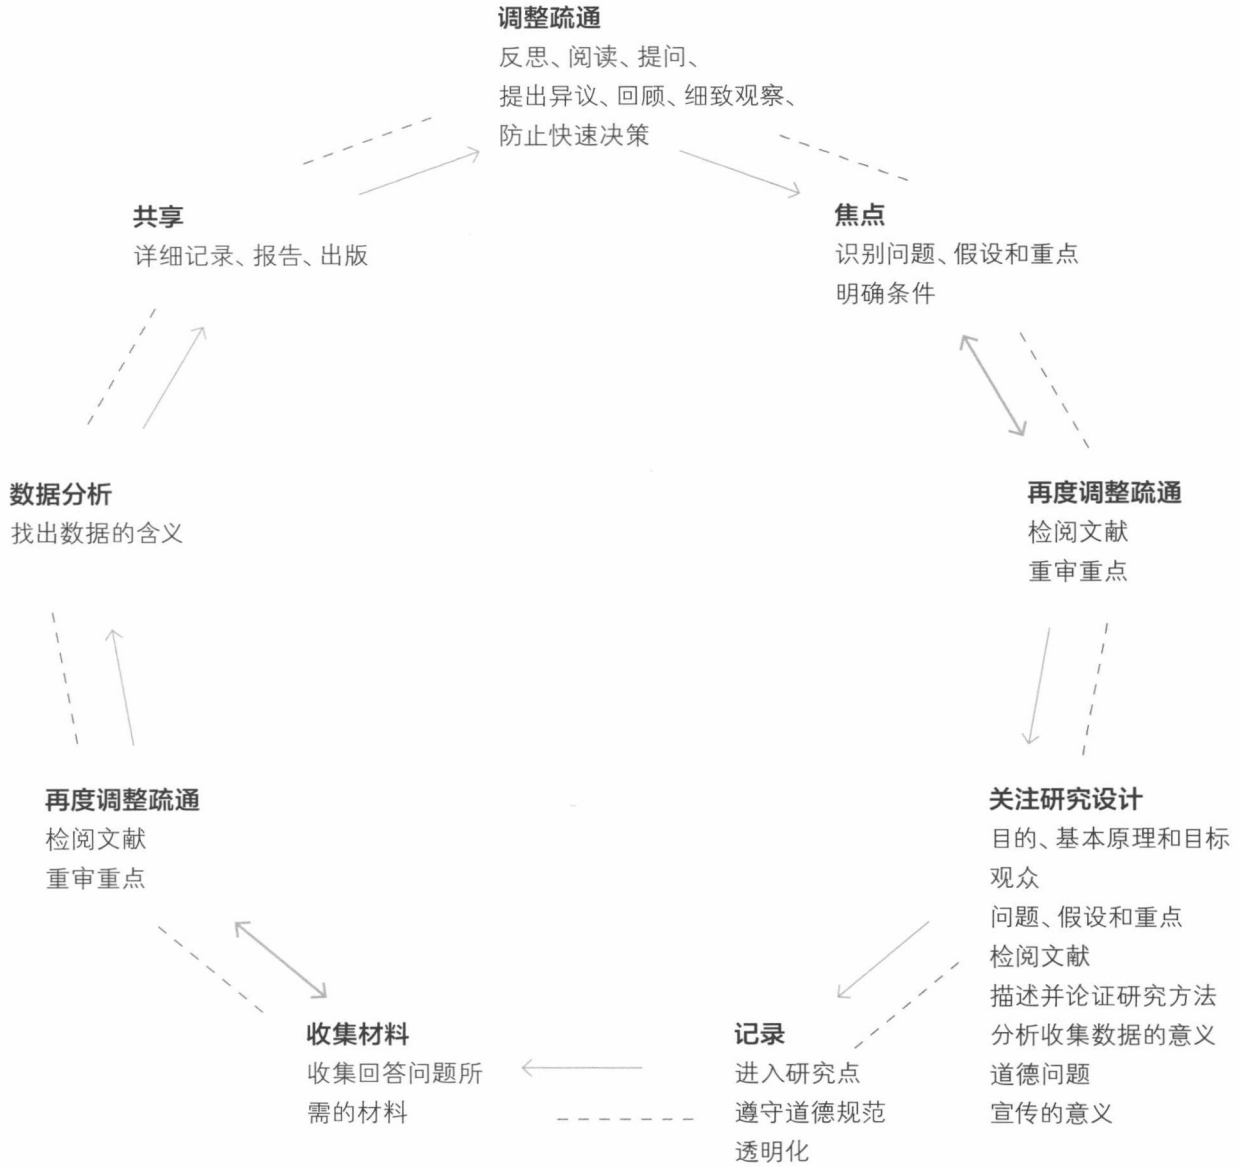 调整疏通
反思、阅读、提问、
提出异议、回顾、细致观察、
防止快速决策
焦点
识别问题、假设和重点
明确条件
再度调整疏通
检阅文献
重审重点
关注研究设计
目的、基本原理和目标
观众
问题、假设和重点
检阅文献
描述并论证研究方法
分析收集数据的意义
道德问题
宣传的意义
记录
进入研究点
遵守道德规范
透明化
收集材料
收集回答问题所
需的材料
再度调整疏通
检阅文献
重审重点
数据分析
找出数据的含义
共享
详细记录、报告、出版